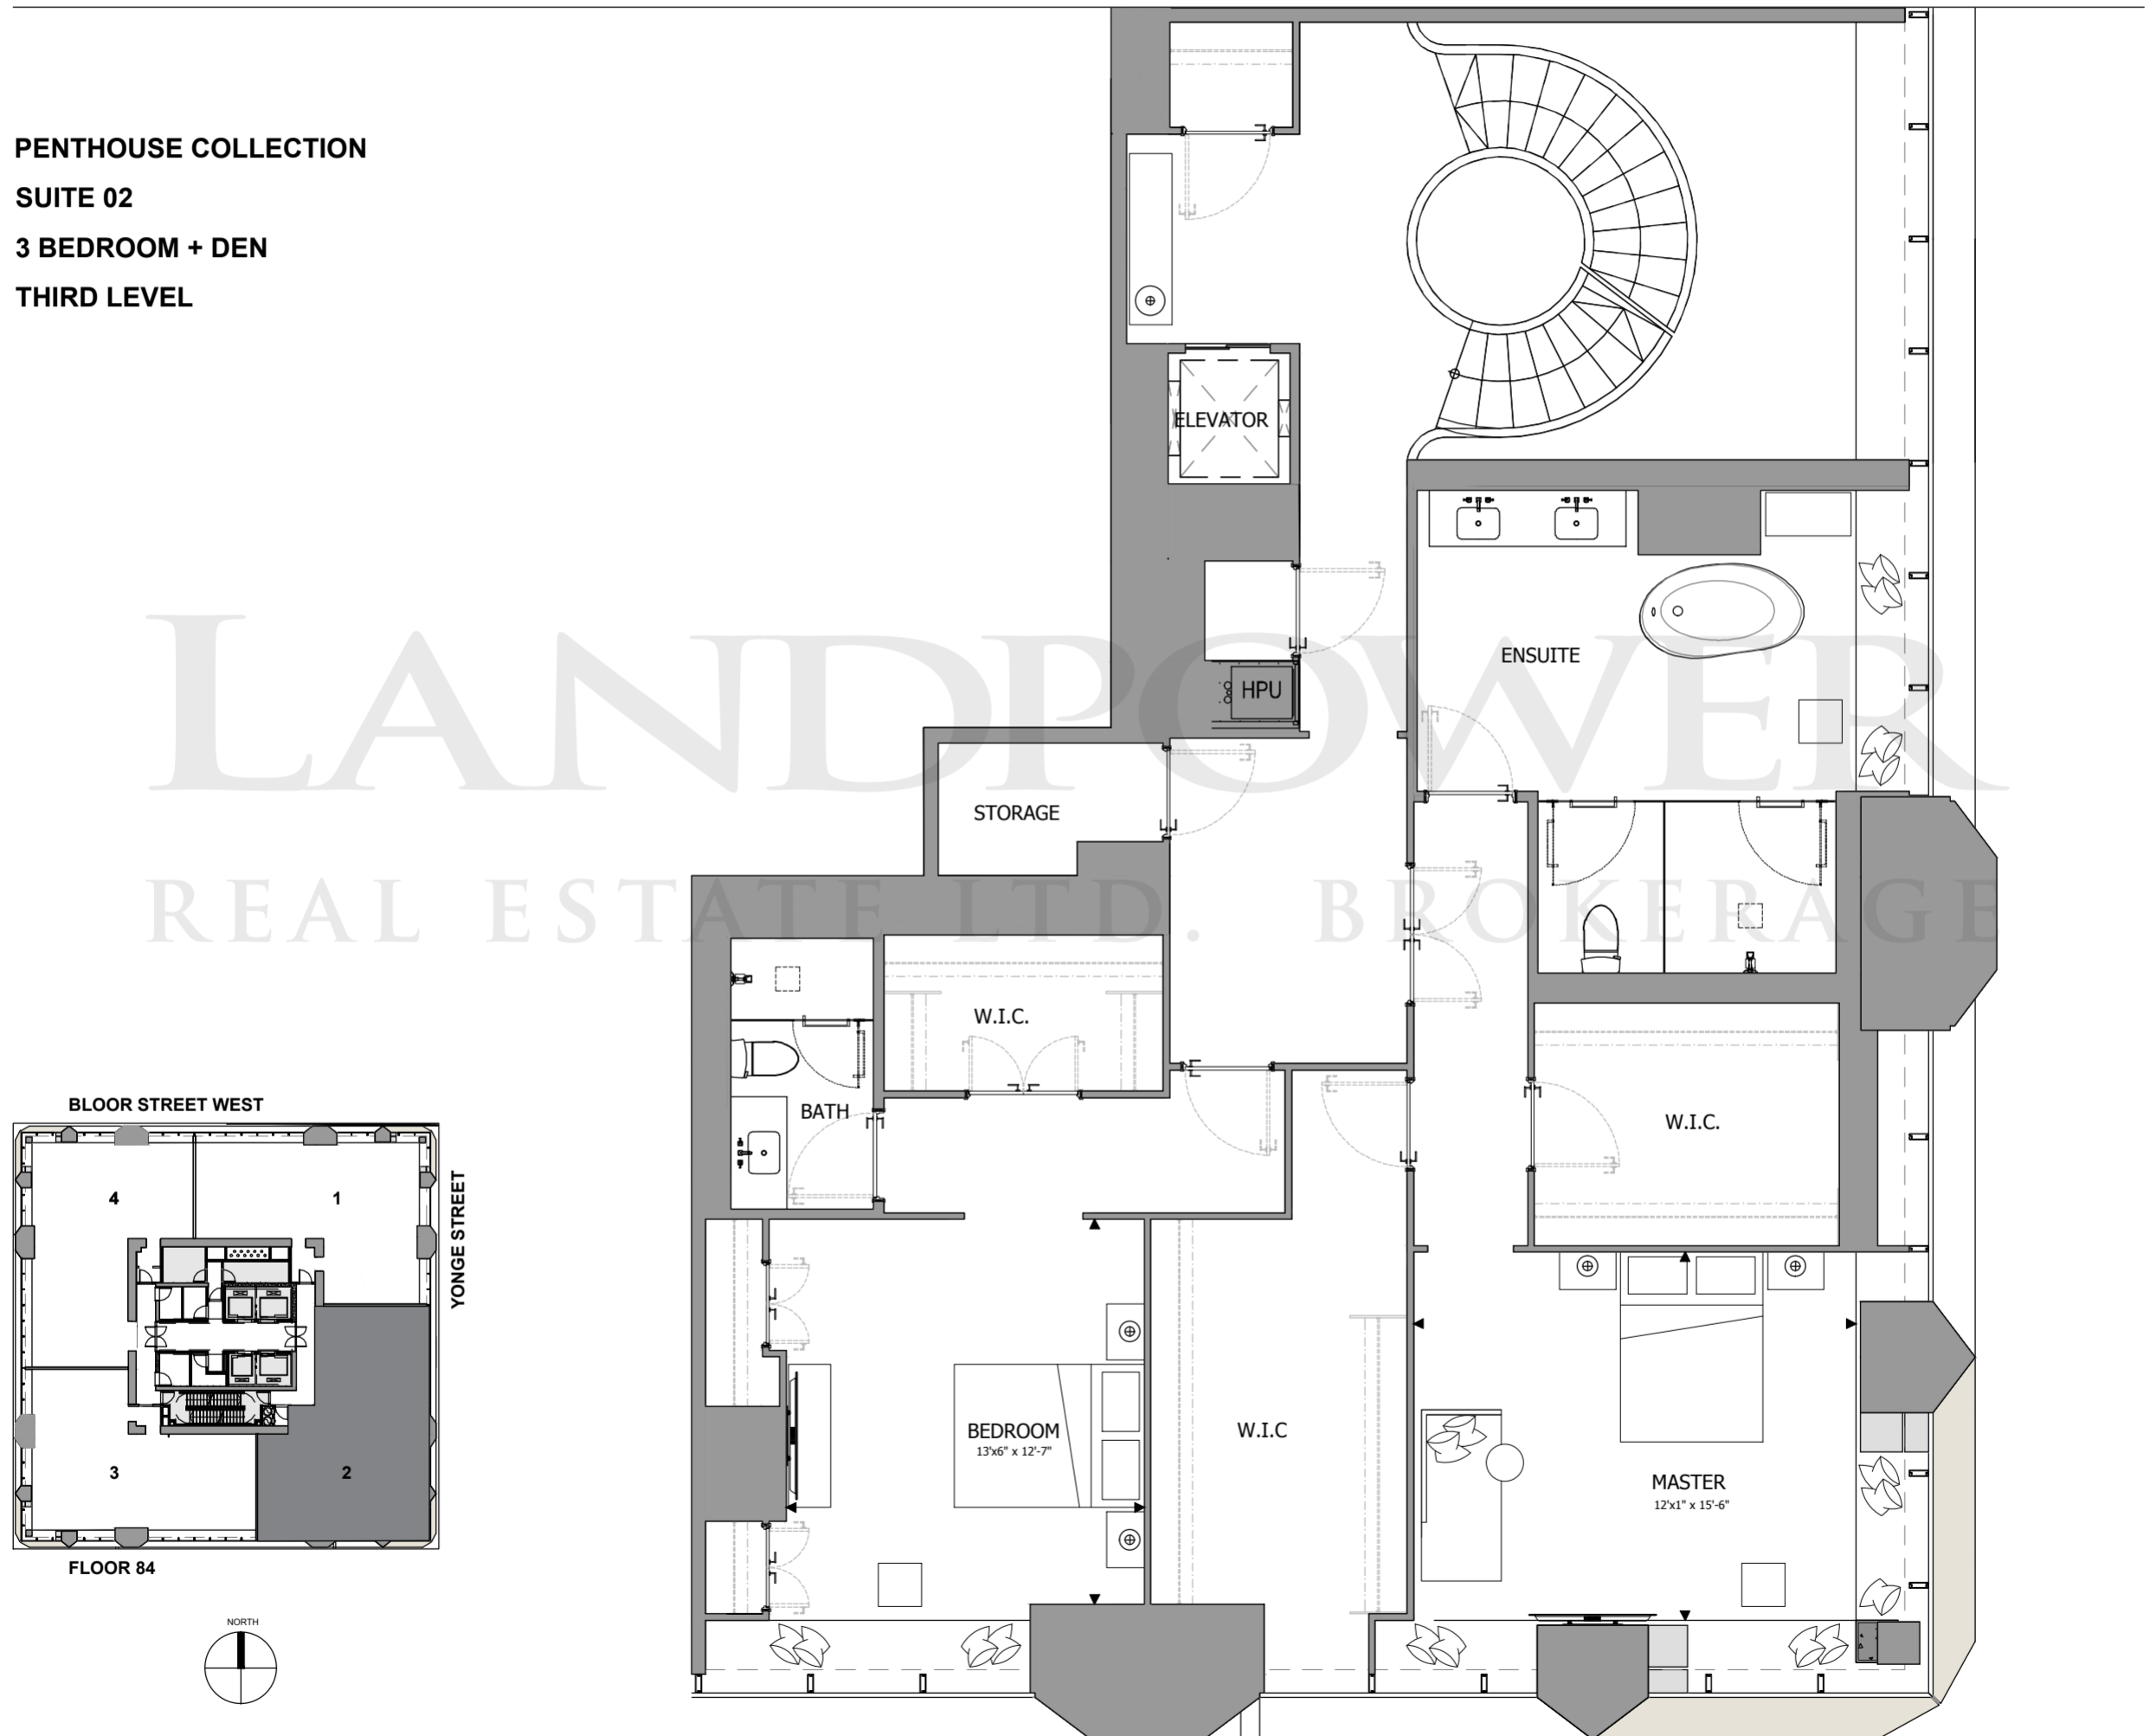 PENTHOUSE COLLECTION
SUITE 02
3 BEDROOM + DEN
THIRD LEVEL
ELEVATOR
HPU
ENSUITE
STORAGE
LANDPOWER
REAL ESTATE LTD. BROKERAGE
W.I.C.
BATH
W.I.C.
BEDROOM
13'x6" x 12'-7"
W.I.C
MASTER
12'x1" x 15'-6"
BLOOR STREET WEST
YONGE STREET
4
1
3
2
FLOOR 84
NORTH